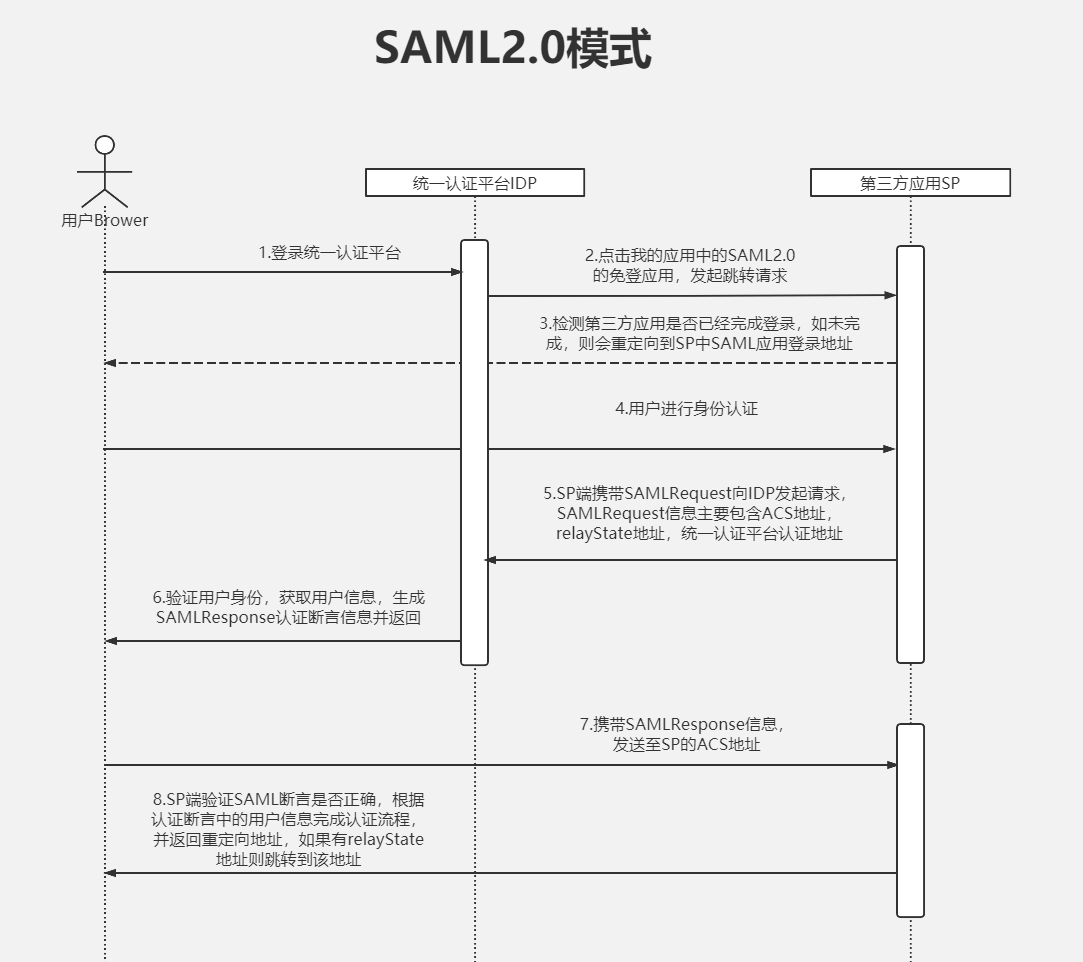 SAML2.0模式
统一认证平台IDP
第三方应用SP
用户Brower
1.登录统一认证平台
2.点击我的应用中的SAML2.0
的免登应用，发起跳转请求
3.检测第三方应用是否已经完成登录，如未完
成，则会重定向到SP中SAML应用登录地址
4.用户进行身份认证
5.SP端携带SAMLRequest向IDP发起请求，
SAMLRequest信息主要包含ACS地址，
relayState地址，统一认证平台认证地址
6.验证用户身份，获取用户信息，生成
SAMLResponse认证断言信息并返回
7.携带SAMLResponse信息，
发送至SP的ACS地址
8.SP端验证SAML断言是否正确，根据
认证断言中的用户信息完成认证流程，
并返回重定向地址，如果有relayState
地址则跳转到该地址